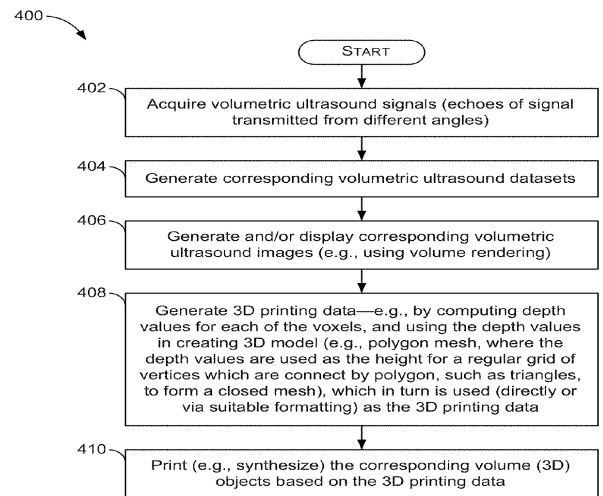 400
START
402
Acquire volumetric ultrasound signals (echoes of signal
transmitted from different angles)
404
Generate corresponding volumetric ultrasound datasets
406
Generate and/or display corresponding volumetric
ultrasound images (e.g., using volume rendering)
408
Generate 3D printing data—e.g., by computing depth
values for each of the voxels, and using the depth values
in creating 3D model (e.g., polygon mesh, where the
depth values are used as the height for a regular grid of
vertices which are connect by polygon, such as triangles,
to form a closed mesh), which in turn is used (directly or
via suitable formatting) as the 3D printing data
410
Print (e.g., synthesize) the corresponding volume (3D)
objects based on the 3D printing data